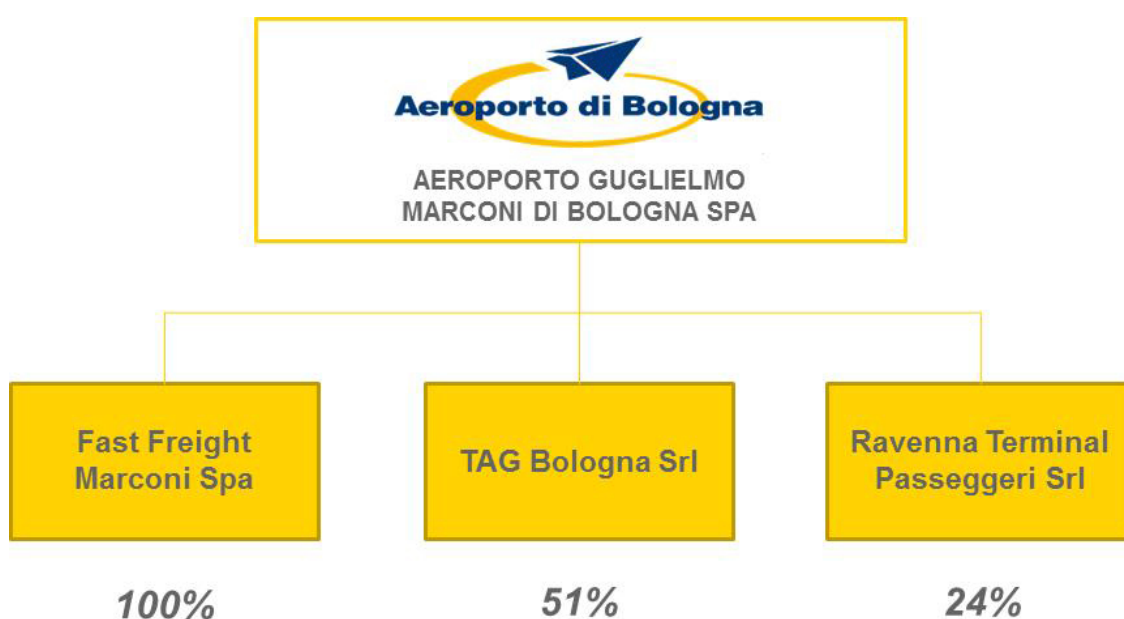 Aeroporto di Bologna
AEROPORTO GUGLIELMO
MARCONI DI BOLOGNA SPA
Fast Freight
Marconi Spa
TAG Bologna Srl
Ravenna Terminal
Passeggeri Srl
100%
51%
24%